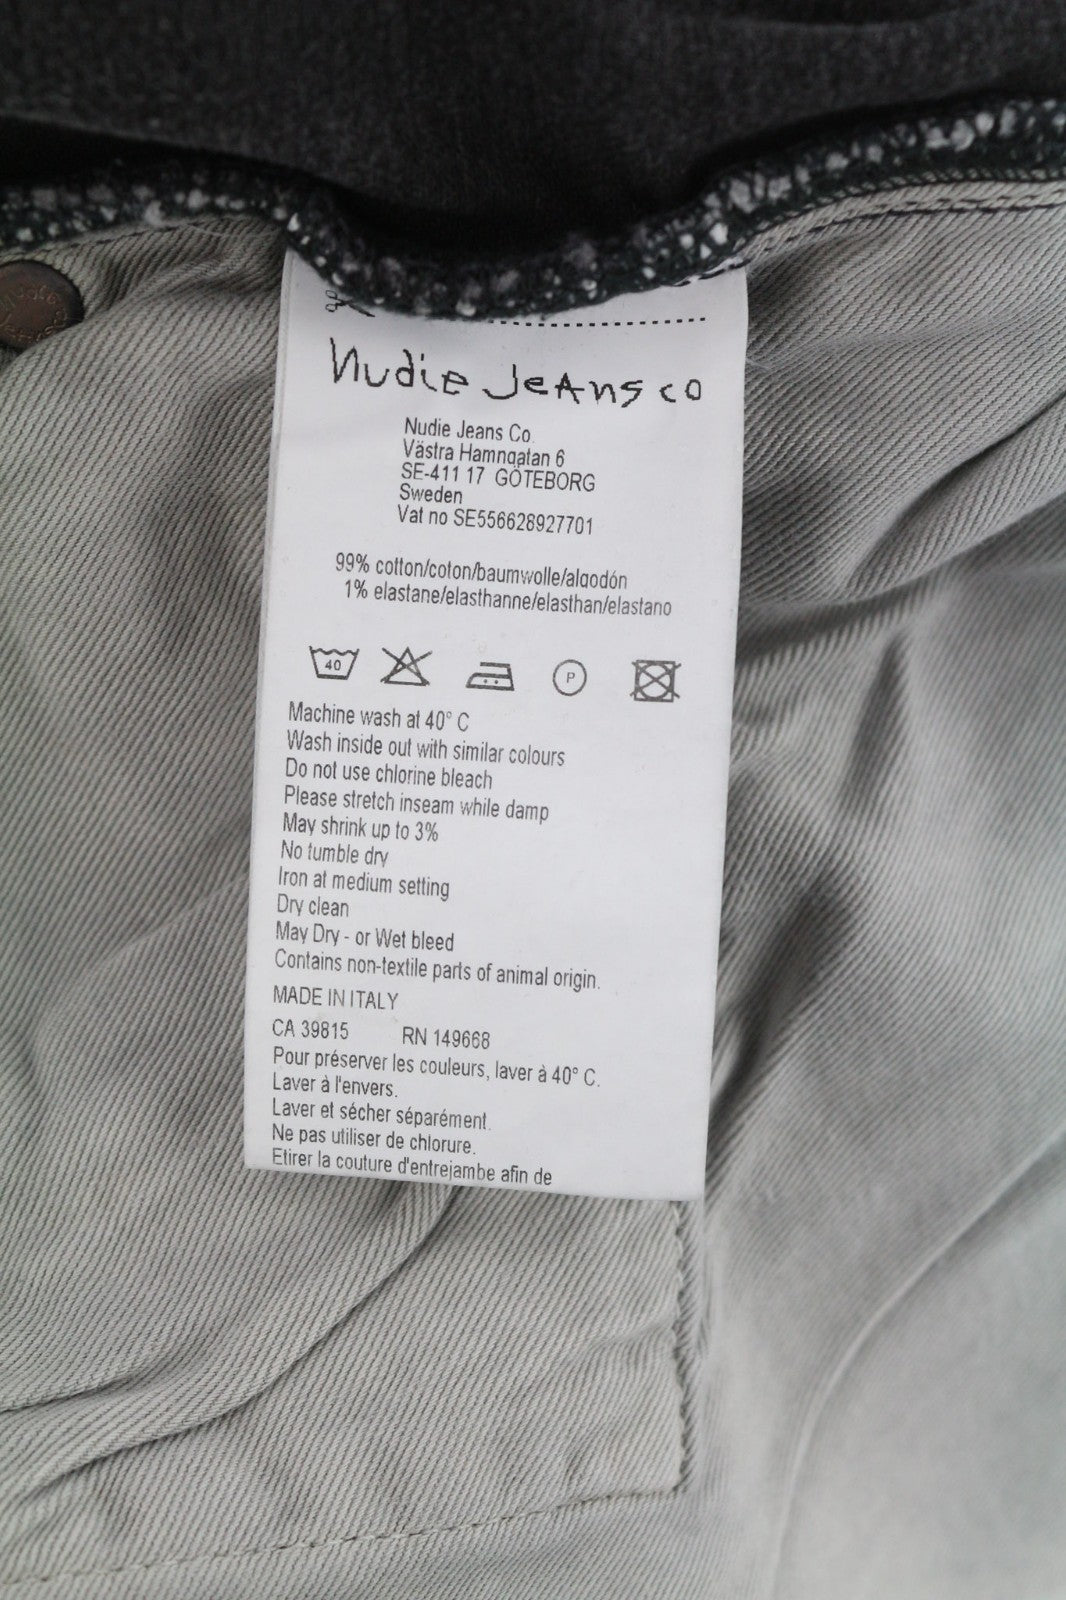 Nudie Jeans co
Nudie Jeans Co.
Västra Hamngatan 6
SE-411 17 GÖTEBORG
Sweden
Vat no SE556628927701
99% cotton/coton/baumwolle/algodón
1% elastane/elasthanne/elasthan/elastano
40
P
Machine wash at 40° C
Wash inside out with similar colours
Do not use chlorine bleach
Please stretch inseam while damp
May shrink up to 3%
No tumble dry
Iron at medium setting
Dry clean
May Dry - or Wet bleed
Contains non-textile parts of animal origin.
MADE IN ITALY
CA 39815 RN 149668
Pour préserver les couleurs, laver à 40° C.
Laver à l'envers.
Laver et sécher séparément.
Ne pas utiliser de chlorure.
Etirer la couture d'entrejambe afin de